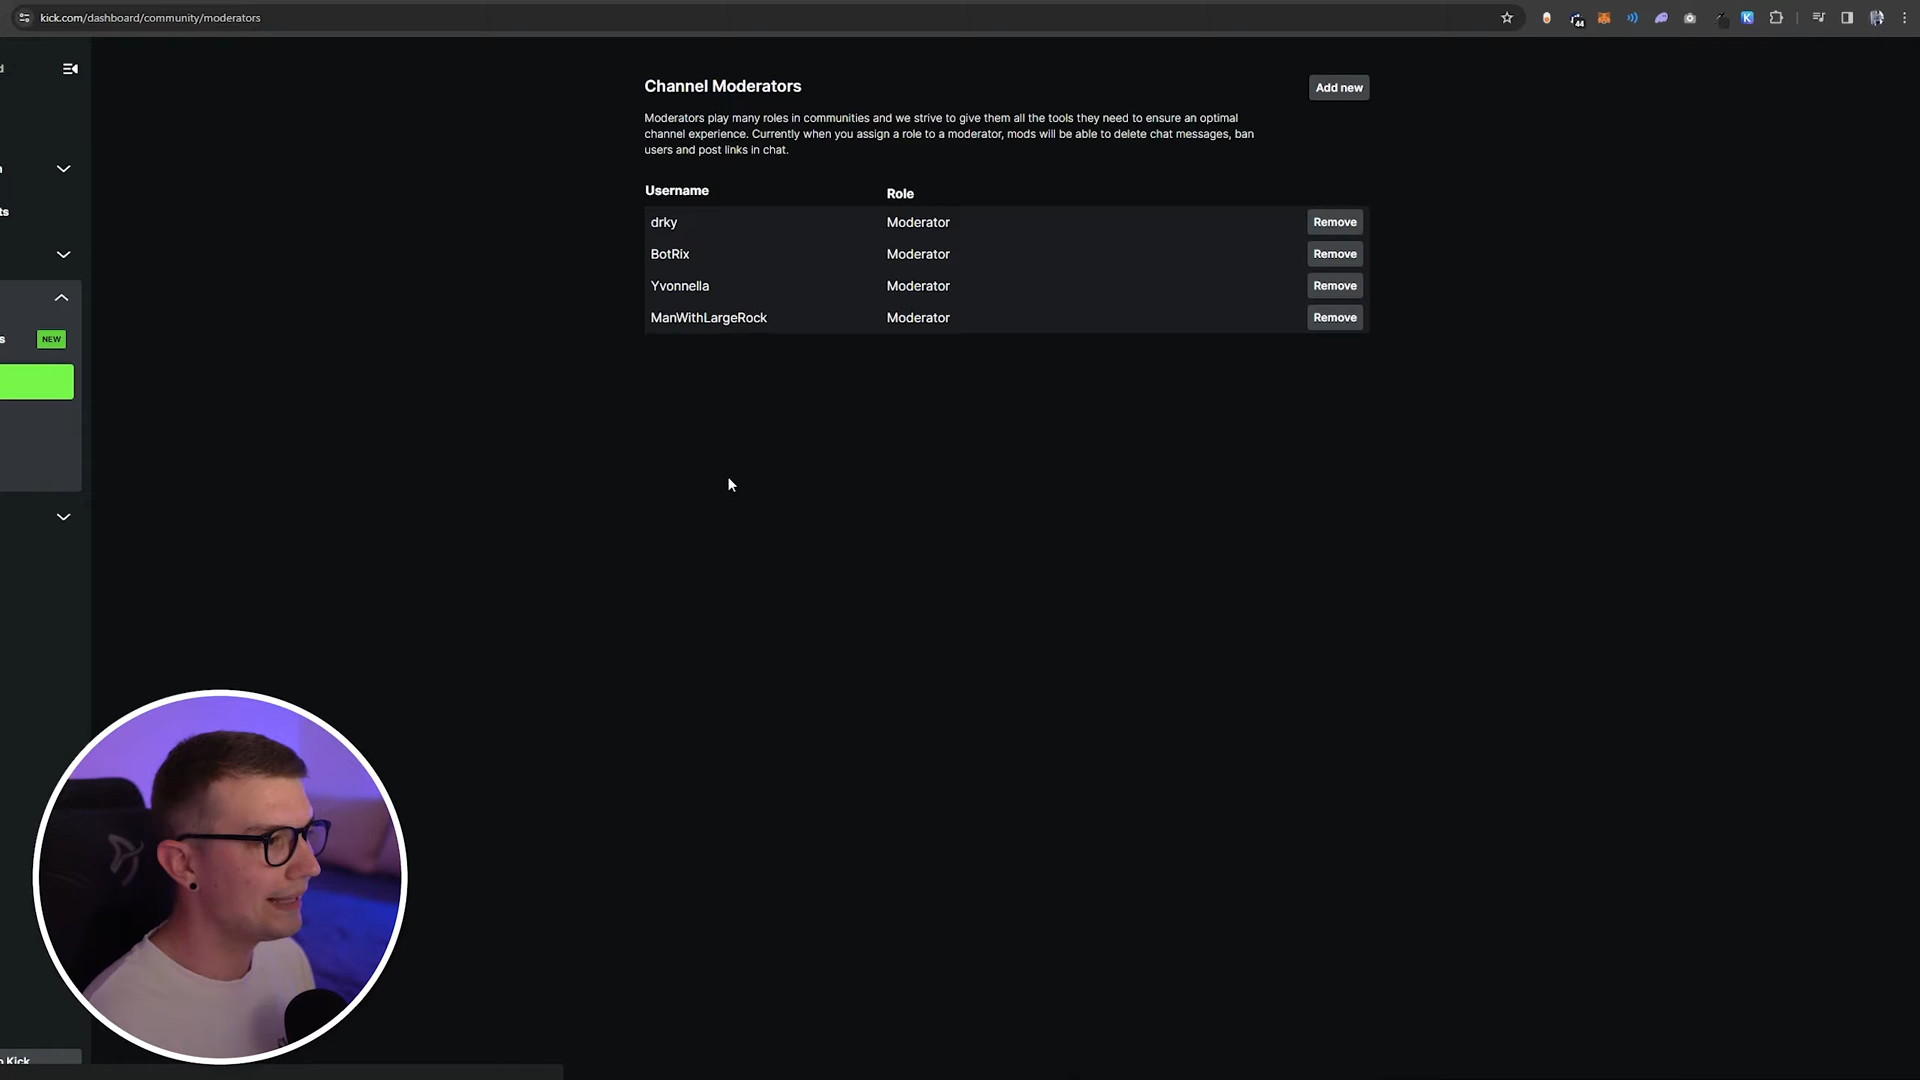 kick.com/dashboard/community/moderators
44
Channel Moderators
Add new
Moderators play many roles in communities and we strive to give them all the tools they need to ensure an optimal
channel experience. Currently when you assign a role to a moderator, mods will be able to delete chat messages, ban
users and post links in chat.
Username Role
drky Moderator Remove
BotRix Moderator Remove
Yvonnella Moderator Remove
ManWithLargeRock Moderator Remove
NEW
Kick